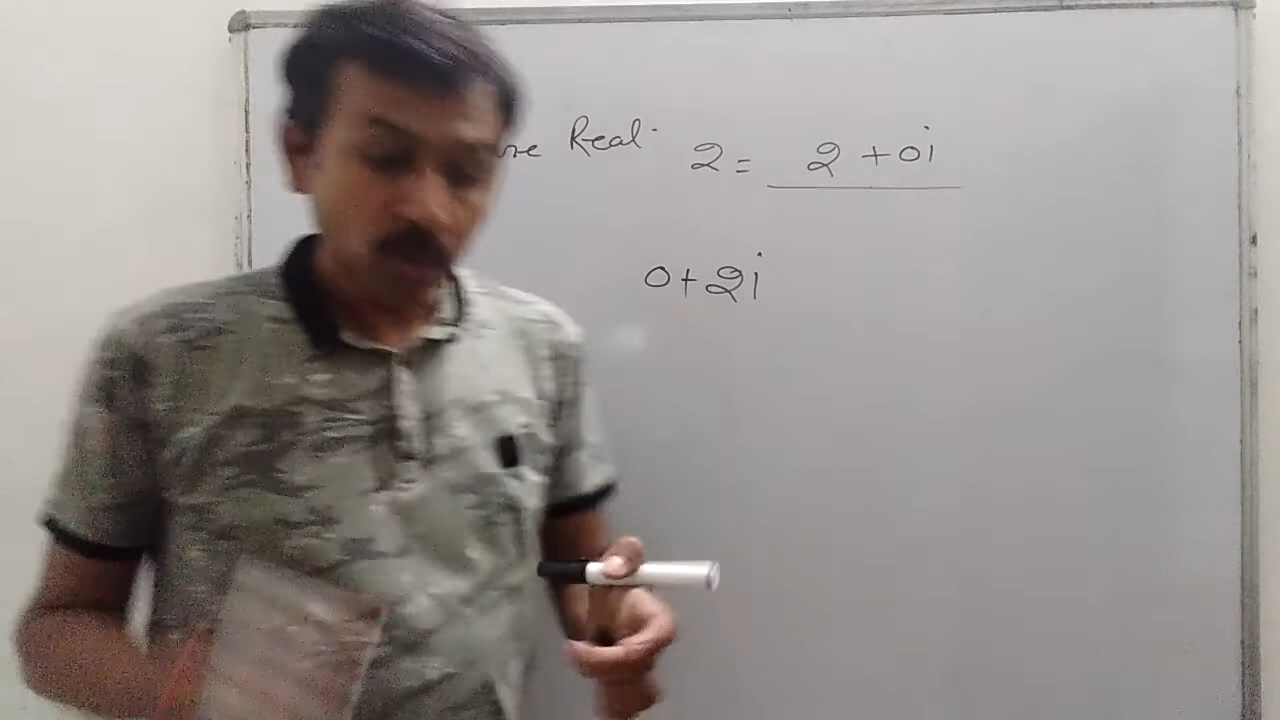 Real 2 = 2 + 0i
0 + 2i